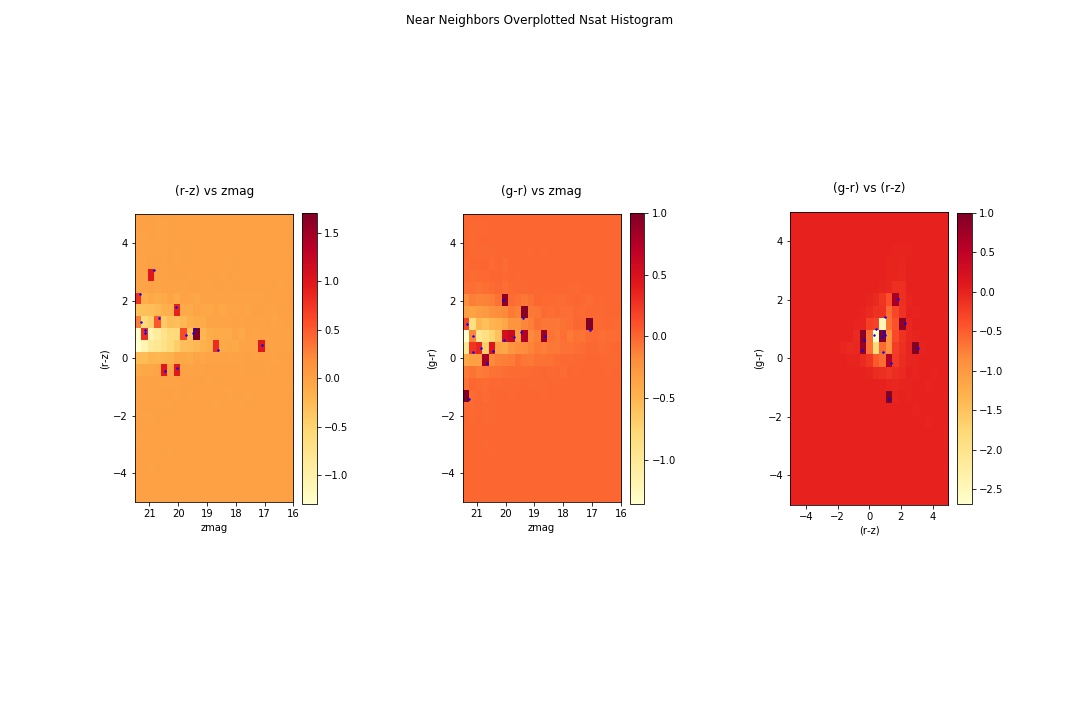 Near Neighbors Overplotted Nsat Histogram
(r-z) vs zmag
4
2
0
−2
−4
(r-z)
21 20 19 18 17 16
zmag
1.5
1.0
0.5
0.0
−0.5
−1.0
(g-r) vs zmag
4
2
0
−2
−4
(g-r)
21 20 19 18 17 16
zmag
1.0
0.5
0.0
−0.5
−1.0
(g-r) vs (r-z)
4
2
0
−2
−4
(g-r)
−4 −2 0 2 4
(r-z)
1.0
0.5
0.0
−0.5
−1.0
−1.5
−2.0
−2.5